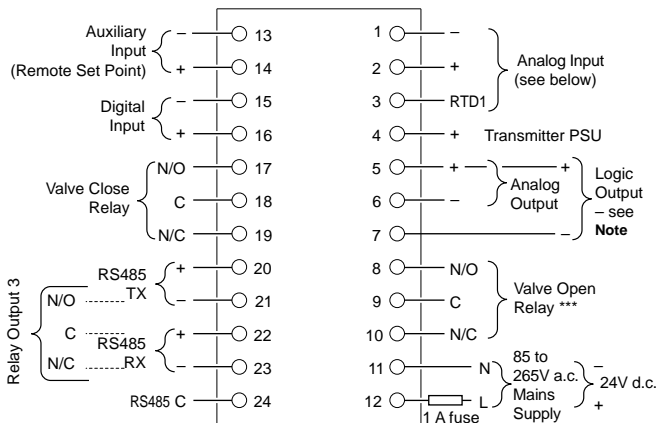 Auxiliary
Input
(Remote Set Point)
– 13
+ 14
Digital
Input
– 15
+ 16
Valve Close
Relay
N/O 17
C 18
N/C 19
RS485
TX
+ 20
– 21
RS485
RX
+ 22
– 23
Relay Output 3
N/O
C
N/C
RS485 C 24
1 –
2 +
3 RTD1
Analog Input
(see below)
4 + Transmitter PSU
5 + +
6 –
Analog
Output
7 –
Logic
Output
– see
Note
8 N/O
9 C
10 N/C
Valve Open
Relay ***
11 N
12 L
1 A fuse
85 to
265V a.c.
Mains
Supply
–
24V d.c.
+